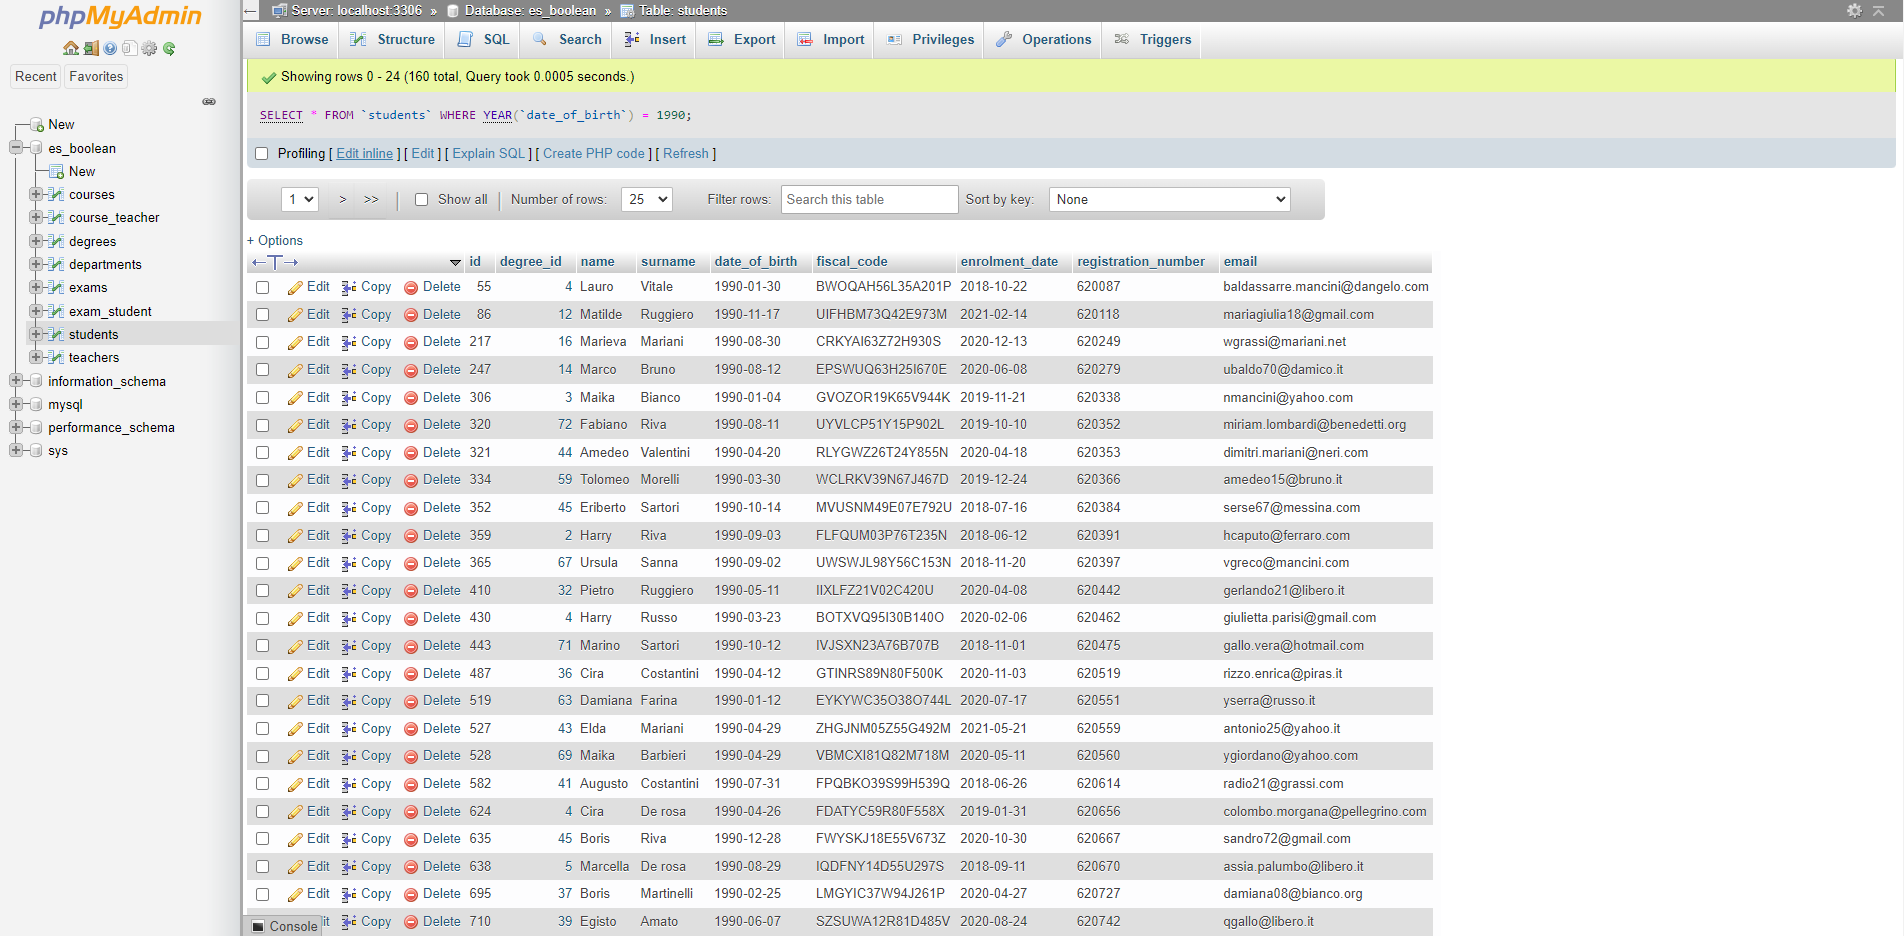 phpMyAdmin
Recent Favorites
New
es_boolean
New
courses
course_teacher
degrees
departments
exams
exam_student
students
teachers
information_schema
mysql
performance_schema
sys
Server: localhost:3306 » Database: es_boolean » Table: students
Browse Structure SQL Search Insert Export Import Privileges Operations Triggers
Showing rows 0 - 24 (160 total, Query took 0.0005 seconds.)
SELECT * FROM `students` WHERE YEAR(`date_of_birth`) = 1990;
Profiling [ Edit inline ] [ Edit ] [ Explain SQL ] [ Create PHP code ] [ Refresh ]
1 > >> | Show all | Number of rows: 25 Filter rows: Search this table Sort by key: None
+ Options
id degree_id name surname date_of_birth fiscal_code enrolment_date registration_number email
Edit Copy Delete 55 4 Lauro Vitale 1990-01-30 BWOQAH56L35A201P 2018-10-22 620087 baldassarre.mancini@dangelo.com
Edit Copy Delete 86 12 Matilde Ruggiero 1990-11-17 UIFHBM73Q42E973M 2021-02-14 620118 mariagiulia18@gmail.com
Edit Copy Delete 217 16 Marieva Mariani 1990-08-30 CRKYAI63Z72H930S 2020-12-13 620249 wgrassi@mariani.net
Edit Copy Delete 247 14 Marco Bruno 1990-08-12 EPSWUQ63H25I670E 2020-06-08 620279 ubaldo70@damico.it
Edit Copy Delete 306 3 Maika Bianco 1990-01-04 GVOZOR19K65V944K 2019-11-21 620338 nmancini@yahoo.com
Edit Copy Delete 320 72 Fabiano Riva 1990-08-11 UYVLCP51Y15P902L 2019-10-10 620352 miriam.lombardi@benedetti.org
Edit Copy Delete 321 44 Amedeo Valentini 1990-04-20 RLYGWZ26T24Y855N 2020-04-18 620353 dimitri.mariani@neri.com
Edit Copy Delete 334 59 Tolomeo Morelli 1990-03-30 WCLRKV39N67J467D 2019-12-24 620366 amedeo15@bruno.it
Edit Copy Delete 352 45 Eriberto Sartori 1990-10-14 MVUSNM49E07E792U 2018-07-16 620384 serse67@messina.com
Edit Copy Delete 359 2 Harry Riva 1990-09-03 FLFQUM03P76T235N 2018-06-12 620391 hcaputo@ferraro.com
Edit Copy Delete 365 67 Ursula Sanna 1990-09-02 UWSWJL98Y56C153N 2018-11-20 620397 vgreco@mancini.com
Edit Copy Delete 410 32 Pietro Ruggiero 1990-05-11 IIXLFZ21V02C420U 2020-04-08 620442 gerlando21@libero.it
Edit Copy Delete 430 4 Harry Russo 1990-03-23 BOTXVQ95I30B140O 2020-02-06 620462 giulietta.parisi@gmail.com
Edit Copy Delete 443 71 Marino Sartori 1990-10-12 IVJSXN23A76B707B 2018-11-01 620475 gallo.vera@hotmail.com
Edit Copy Delete 487 36 Cira Costantini 1990-04-12 GTINRS89N80F500K 2020-11-03 620519 rizzo.enrica@piras.it
Edit Copy Delete 519 63 Damiana Farina 1990-01-12 EYKYWC35O38O744L 2020-07-17 620551 yserra@russo.it
Edit Copy Delete 527 43 Elda Mariani 1990-04-29 ZHGJNM05Z55G492M 2021-05-21 620559 antonio25@yahoo.it
Edit Copy Delete 528 69 Maika Barbieri 1990-04-29 VBMCXI81Q82M718M 2020-05-11 620560 ygiordano@yahoo.com
Edit Copy Delete 582 41 Augusto Costantini 1990-07-31 FPQBKO39S99H539Q 2018-06-26 620614 radio21@grassi.com
Edit Copy Delete 624 4 Cira De rosa 1990-04-26 FDATYC59R80F558X 2019-01-31 620656 colombo.morgana@pellegrino.com
Edit Copy Delete 635 45 Boris Riva 1990-12-28 FWYSKJ18E55V673Z 2020-10-30 620667 sandro72@gmail.com
Edit Copy Delete 638 5 Marcella De rosa 1990-08-29 IQDFNY14D55U297S 2018-09-11 620670 assia.palumbo@libero.it
Edit Copy Delete 695 37 Boris Martinelli 1990-02-25 LMGYIC37W94J261P 2020-04-27 620727 damiana08@bianco.org
Copy Delete 710 39 Egisto Amato 1990-06-07 SZSUWA12R81D485V 2020-08-24 620742 qgallo@libero.it
Console